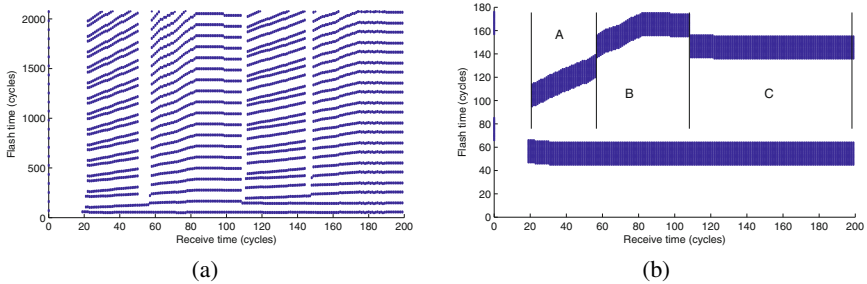 2000
1500
1000
500
0
Flash time (cycles)
0 20 40 60 80 100 120 140 160 180 200
Receive time (cycles)
(a)
180
160
140
120
100
80
60
40
20
0
Flash time (cycles)
A
B
C
0 20 40 60 80 100 120 140 160 180 200
Receive time (cycles)
(b)